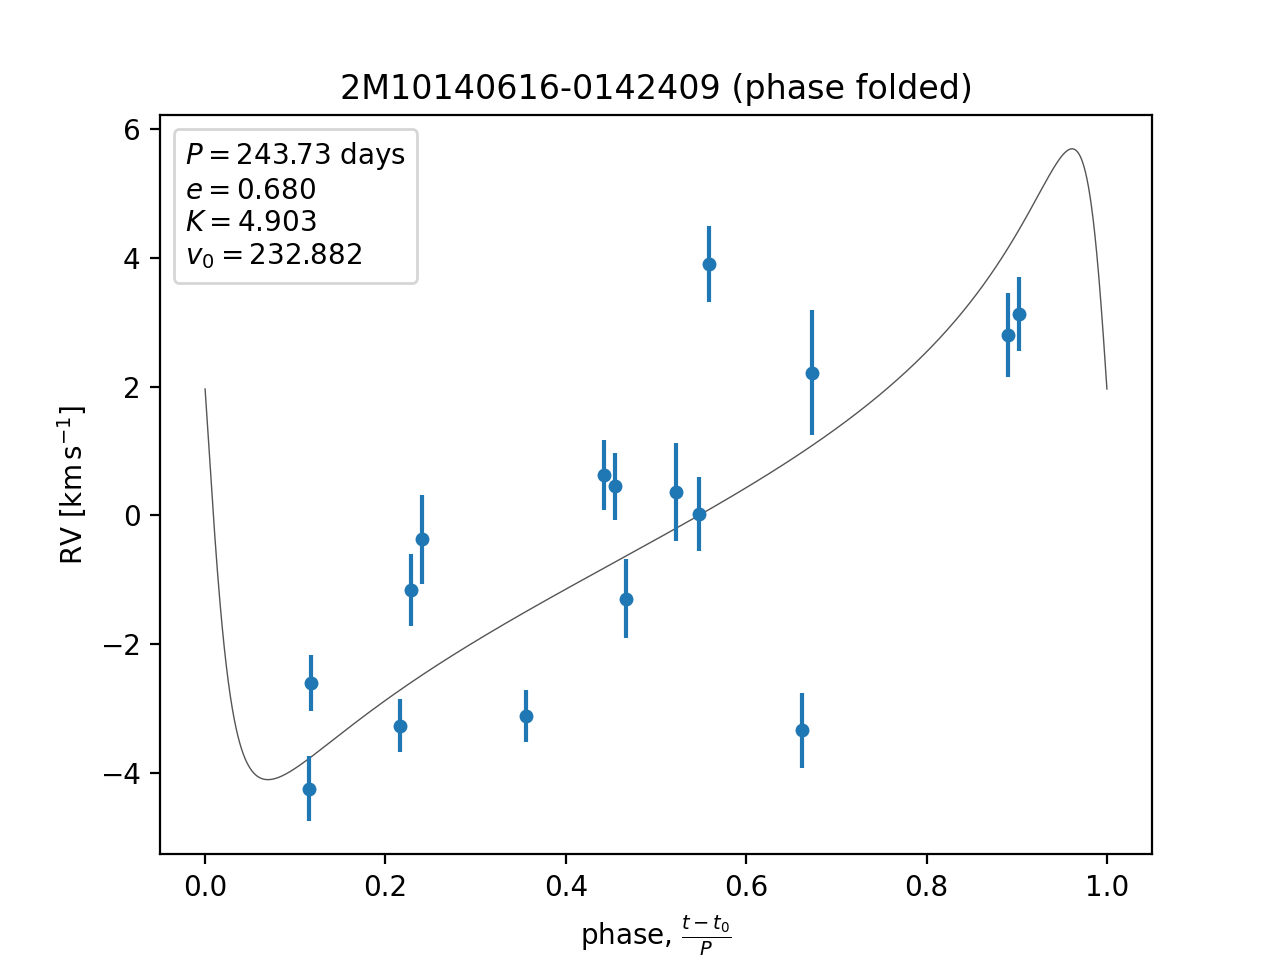 2M10140616-0142409 (phase folded)
P = 243.73 days
e = 0.680
K = 4.903
v₀ = 232.882
6
4
2
0
−2
−4
RV [km s⁻¹]
0.0 0.2 0.4 0.6 0.8 1.0
phase, (t − t₀)/P